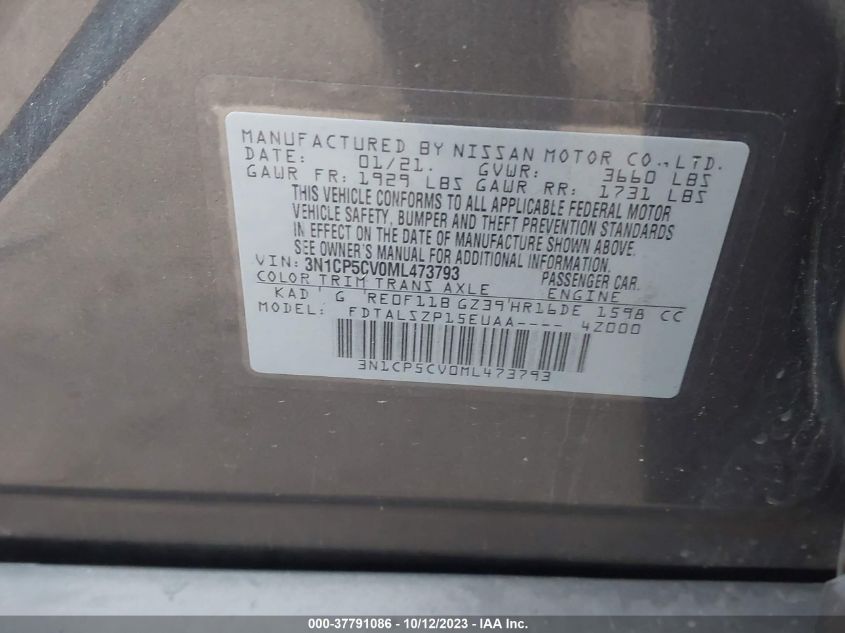 MANUFACTURED BY NISSAN MOTOR CO.,LTD.
DATE: 01/21. GVWR: 3660 LBS
GAWR FR: 1929 LBS GAWR RR: 1731 LBS
THIS VEHICLE CONFORMS TO ALL APPLICABLE FEDERAL MOTOR
VEHICLE SAFETY, BUMPER AND THEFT PREVENTION STANDARDS
IN EFFECT ON THE DATE OF MANUFACTURE SHOWN ABOVE.
SEE OWNER'S MANUAL FOR ADDITIONAL INFORMATION.
VIN: 3N1CP5CV0ML473793 PASSENGER CAR.
COLOR TRIM TRANS AXLE ENGINE
KAD G RE0F11B GZ39 HR16DE 1598 CC
MODEL: FDTALSZP15EUAA---- 4Z000
3N1CP5CV0ML473793
000-37791086 - 10/12/2023 - IAA Inc.